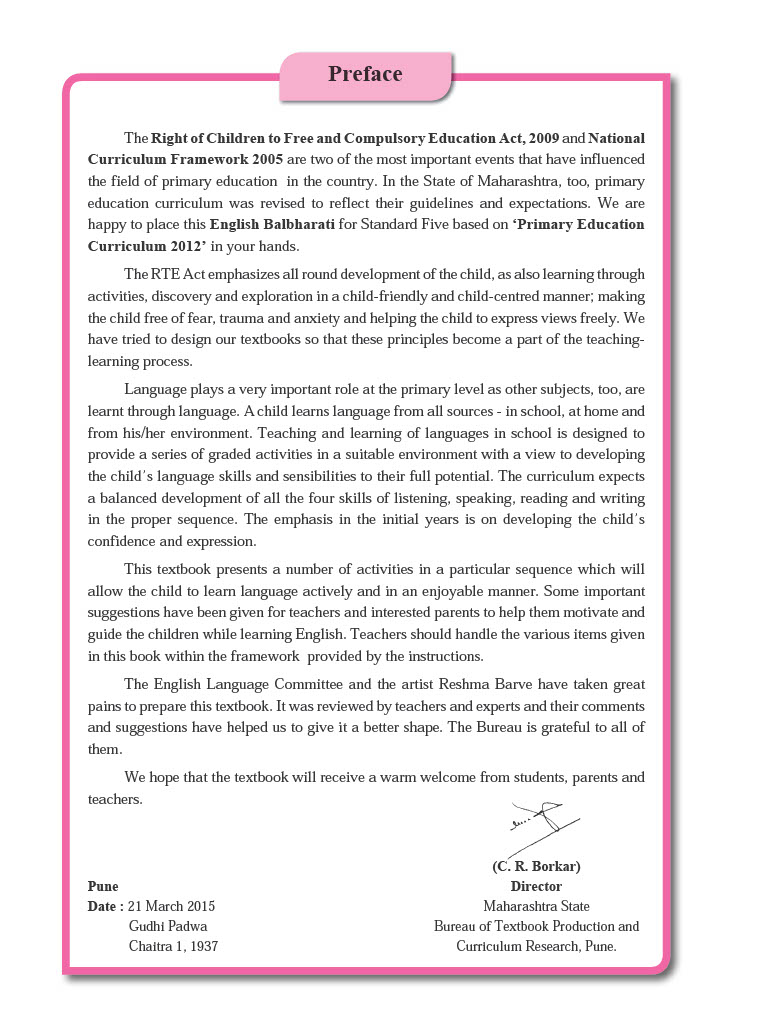 Preface
The Right of Children to Free and Compulsory Education Act, 2009 and National
Curriculum Framework 2005 are two of the most important events that have influenced
the field of primary education in the country. In the State of Maharashtra, too, primary
education curriculum was revised to reflect their guidelines and expectations. We are
happy to place this English Balbharati for Standard Five based on ‘Primary Education
Curriculum 2012’ in your hands.
The RTE Act emphasizes all round development of the child, as also learning through
activities, discovery and exploration in a child-friendly and child-centred manner; making
the child free of fear, trauma and anxiety and helping the child to express views freely. We
have tried to design our textbooks so that these principles become a part of the teaching-
learning process.
Language plays a very important role at the primary level as other subjects, too, are
learnt through language. A child learns language from all sources - in school, at home and
from his/her environment. Teaching and learning of languages in school is designed to
provide a series of graded activities in a suitable environment with a view to developing
the child's language skills and sensibilities to their full potential. The curriculum expects
a balanced development of all the four skills of listening, speaking, reading and writing
in the proper sequence. The emphasis in the initial years is on developing the child's
confidence and expression.
This textbook presents a number of activities in a particular sequence which will
allow the child to learn language actively and in an enjoyable manner. Some important
suggestions have been given for teachers and interested parents to help them motivate and
guide the children while learning English. Teachers should handle the various items given
in this book within the framework provided by the instructions.
The English Language Committee and the artist Reshma Barve have taken great
pains to prepare this textbook. It was reviewed by teachers and experts and their comments
and suggestions have helped us to give it a better shape. The Bureau is grateful to all of
them.
We hope that the textbook will receive a warm welcome from students, parents and
teachers.
(C. R. Borkar)
Pune Director
Date : 21 March 2015 Maharashtra State
Gudhi Padwa Bureau of Textbook Production and
Chaitra 1, 1937 Curriculum Research, Pune.